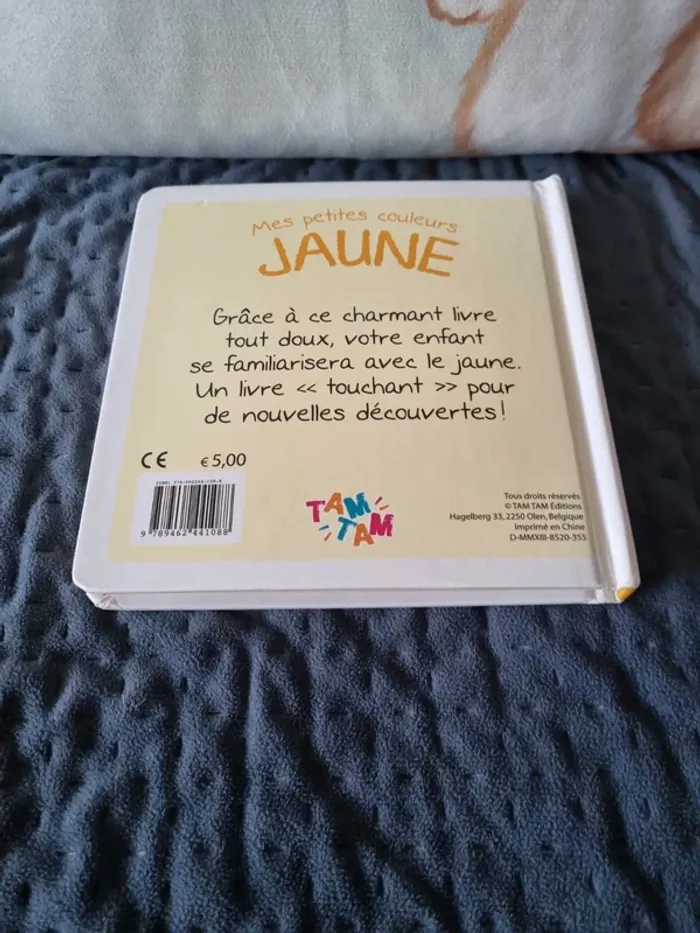 Mes petites couleurs
JAUNE
Grâce à ce charmant livre
tout doux, votre enfant
se familiarisera avec le jaune.
Un livre << touchant >> pour
de nouvelles découvertes!
CE €5,00
9 789462 441088
TAM
TAM
Tous droits réservés
© TAM TAM Éditions
Hagelberg 33, 2250 Olen, Belgique
Imprimé en Chine
D-MMXIII-8520-355